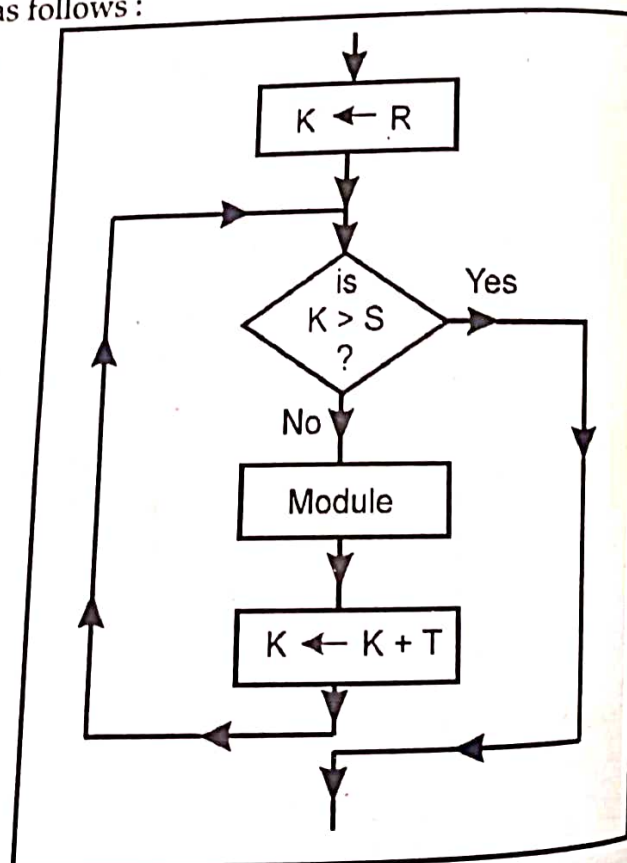 as follows :
K ← R
is
K > S
?
Yes
No
Module
K ← K + T